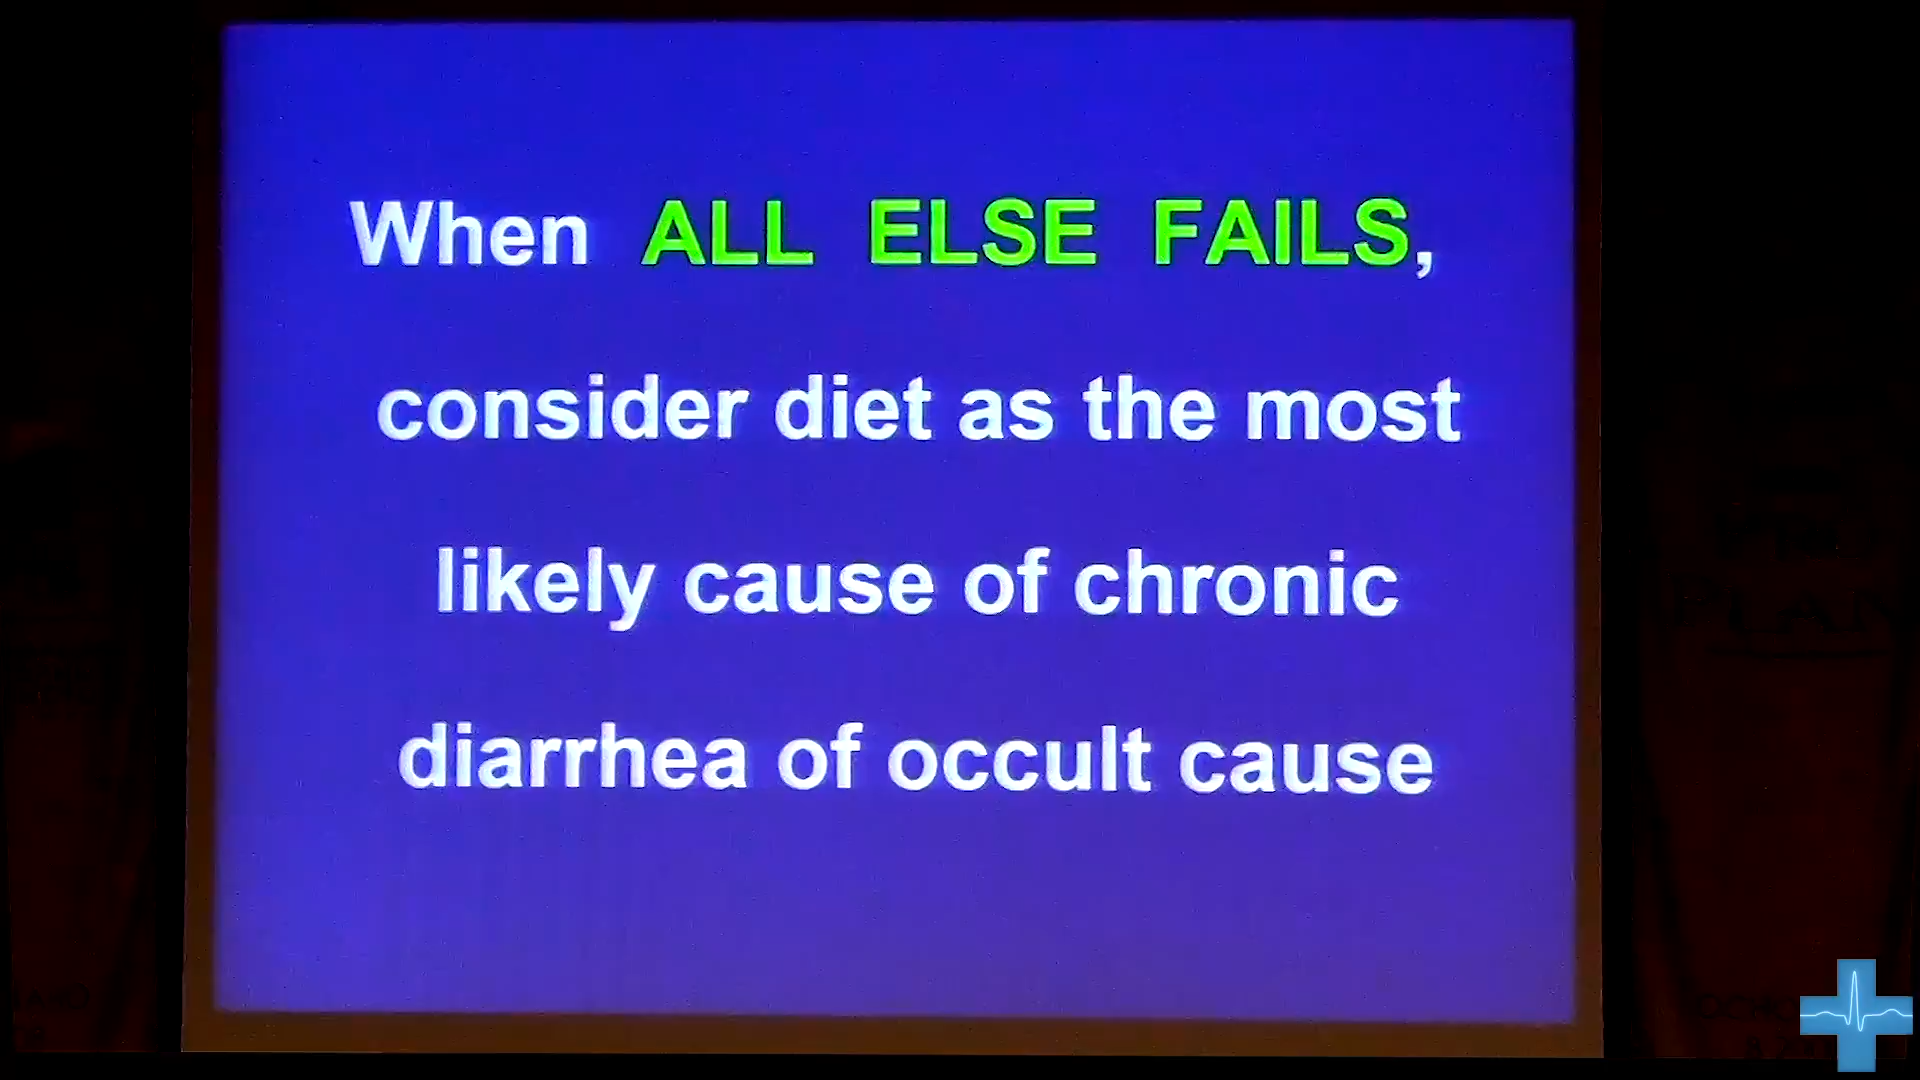 When ALL ELSE FAILS,
consider diet as the most
likely cause of chronic
diarrhea of occult cause